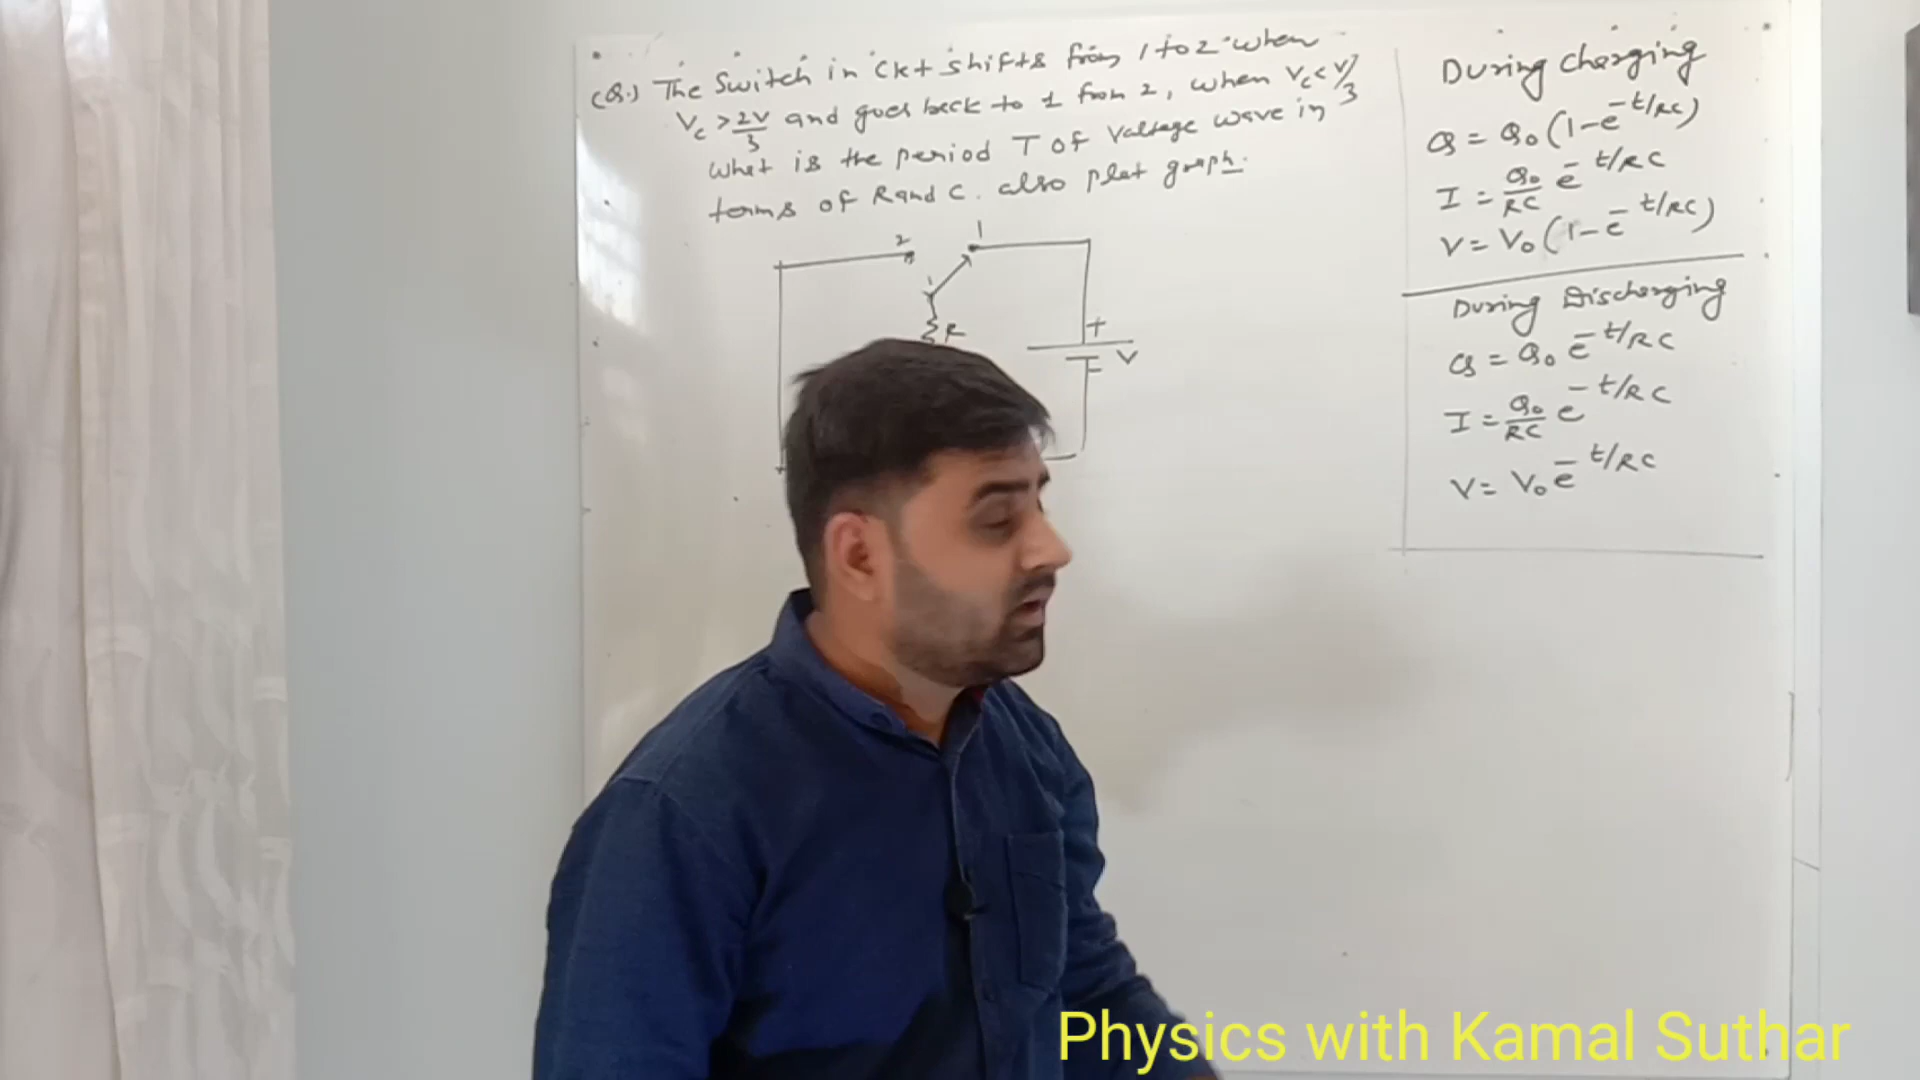 (Q.) The Switch in Ckt shifts from 1 to 2 when
Vc > 2V/3 and goes back to 1 from 2, when Vc < V/3
What is the period T of Voltage wave in
terms of R and C. also plot graph.
2
1
R
+
V
-
During Charging
Q = Q₀ (1-e^-t/RC)
I = Q₀/RC e^-t/RC
V = V₀ (1-e^-t/RC)
During Discharging
Q = Q₀ e^-t/RC
I = Q₀/RC e^-t/RC
V = V₀ e^-t/RC
Physics with Kamal Suthar